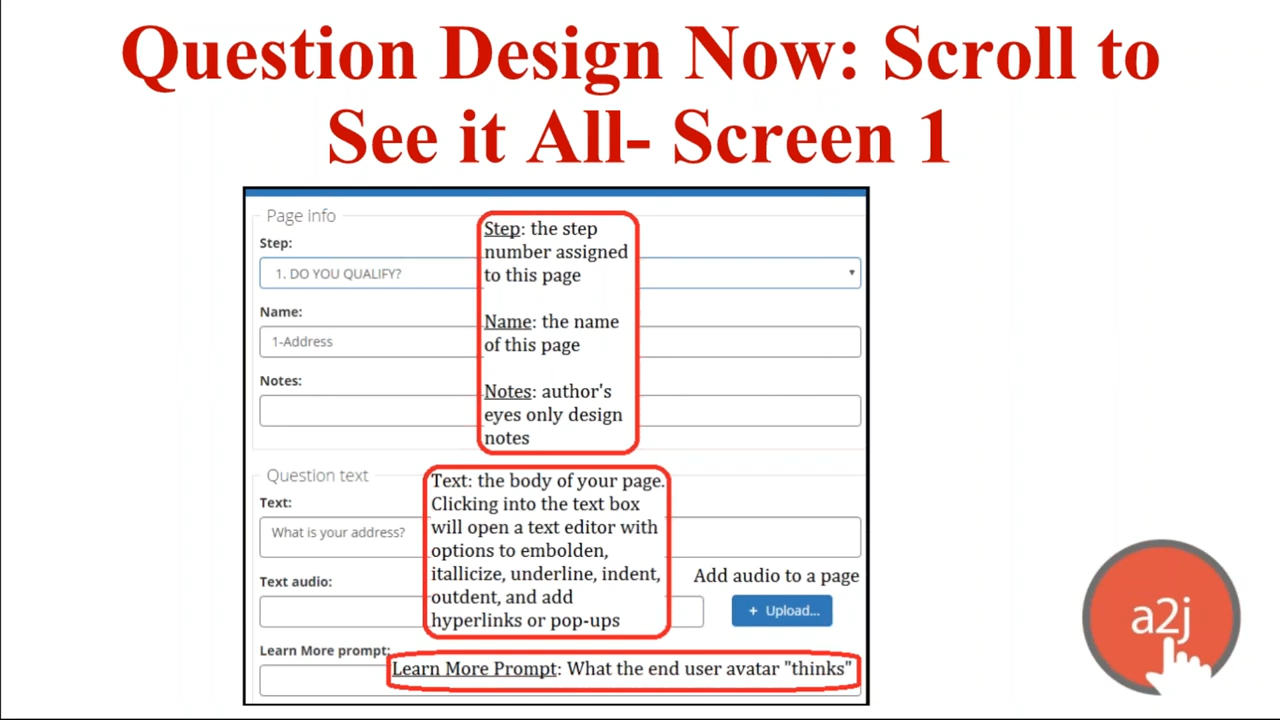 Question Design Now: Scroll to
See it All- Screen 1
Page info
Step:
1. DO YOU QUALIFY?
Name:
1-Address
Notes:
Step: the step
number assigned
to this page
Name: the name
of this page
Notes: author's
eyes only design
notes
Question text
Text:
What is your address?
Text: the body of your page.
Clicking into the text box
will open a text editor with
options to embolden,
itallicize, underline, indent,
outdent, and add
hyperlinks or pop-ups
Text audio:
Add audio to a page
+ Upload...
Learn More prompt:
Learn More Prompt: What the end user avatar "thinks"
a2j